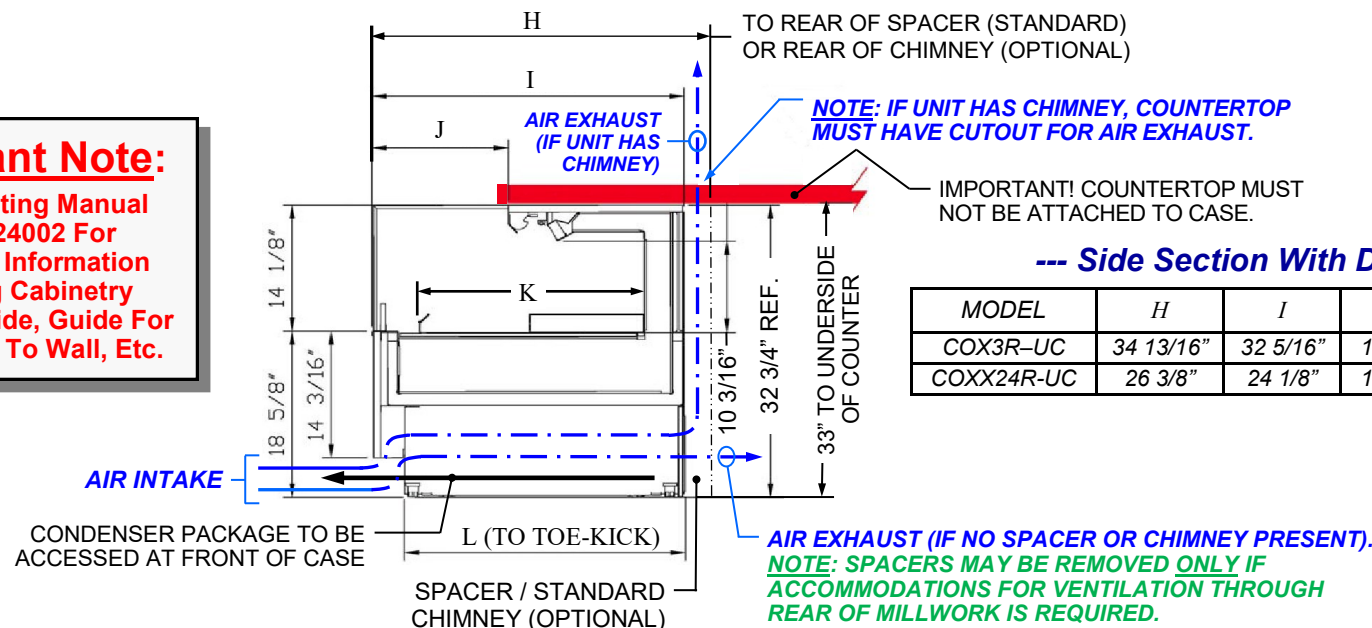 H
TO REAR OF SPACER (STANDARD)
OR REAR OF CHIMNEY (OPTIONAL)
I
J
AIR EXHAUST
(IF UNIT HAS
CHIMNEY)
NOTE: IF UNIT HAS CHIMNEY, COUNTERTOP
MUST HAVE CUTOUT FOR AIR EXHAUST.
IMPORTANT! COUNTERTOP MUST
NOT BE ATTACHED TO CASE.
Note:
ting Manual
24002 For
Information
Cabinetry
ide, Guide For
To Wall, Etc.
14 1/8"
K
10 3/16"
32 3/4" REF.
33" TO UNDERSIDE
OF COUNTER
18 5/8"
14 3/16"
--- Side Section With D
MODEL H I
COX3R–UC 34 13/16” 32 5/16” 1
COXX24R-UC 26 3/8” 24 1/8” 1
AIR INTAKE
CONDENSER PACKAGE TO BE
ACCESSED AT FRONT OF CASE
L (TO TOE-KICK)
SPACER / STANDARD
CHIMNEY (OPTIONAL)
AIR EXHAUST (IF NO SPACER OR CHIMNEY PRESENT).
NOTE: SPACERS MAY BE REMOVED ONLY IF
ACCOMMODATIONS FOR VENTILATION THROUGH
REAR OF MILLWORK IS REQUIRED.